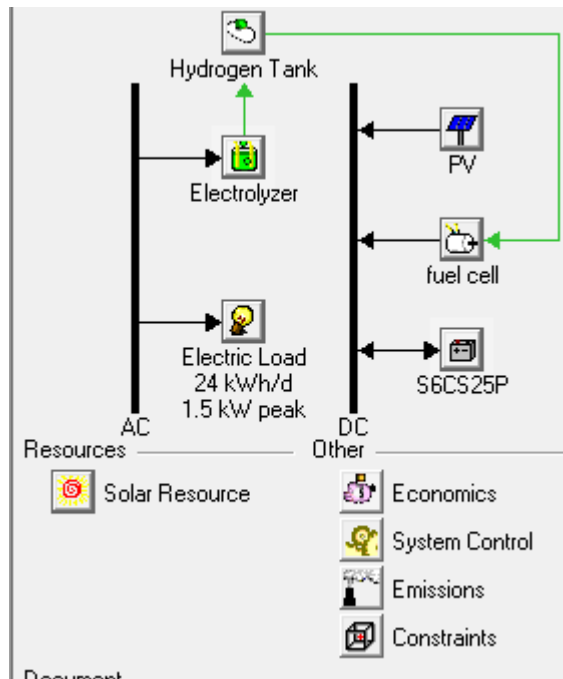 Hydrogen Tank
Electrolyzer
PV
fuel cell
Electric Load
24 kWh/d
1.5 kW peak
S6CS25P
AC
DC
Resources
Other
Solar Resource
Economics
System Control
Emissions
Constraints
Document